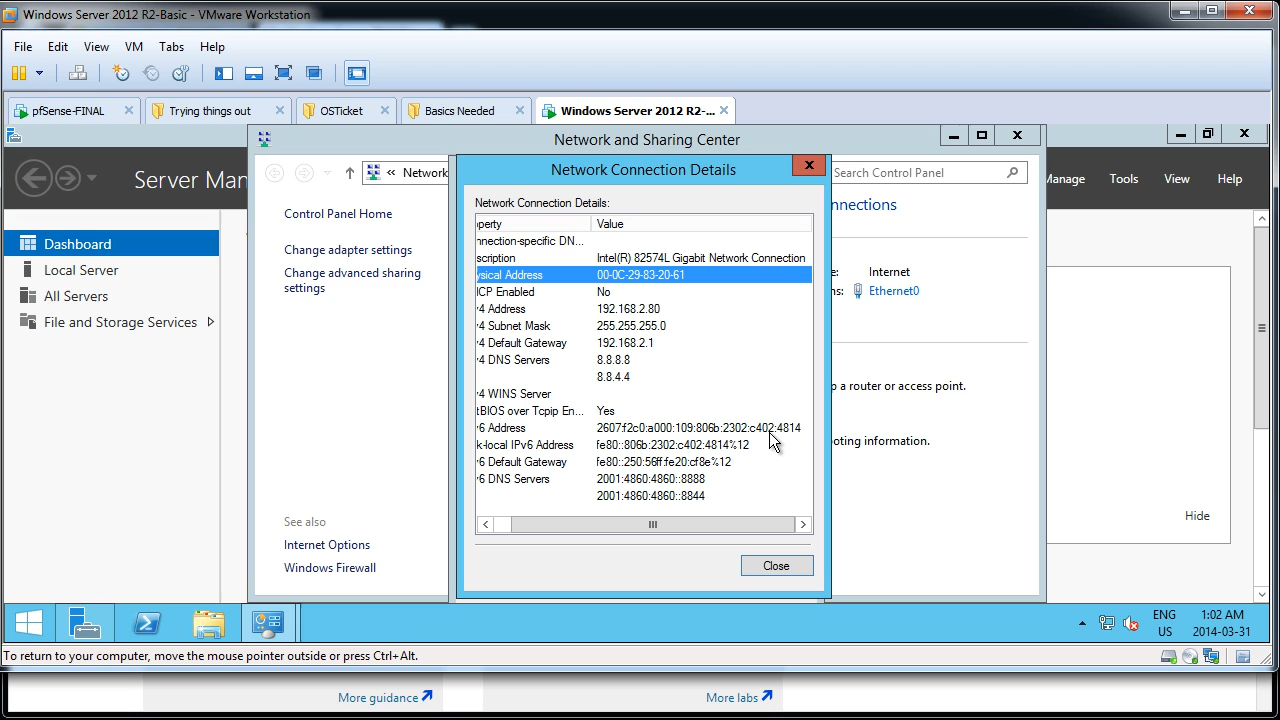 Windows Server 2012 R2-Basic - VMware Workstation
File Edit View VM Tabs Help
pfSense-FINAL Trying things out OSTicket Basics Needed Windows Server 2012 R2-...
Network and Sharing Center
Server Man
Network
Network Connection Details
Search Control Panel
Manage Tools View Help
Control Panel Home
Network Connection Details:
nnections
perty Value
Dashboard
Change adapter settings
nnection-specific DN...
Local Server
scription Intel(R) 82574L Gigabit Network Connection
Change advanced sharing
settings
ysical Address 00-0C-29-83-20-61
e: Internet
All Servers
ICP Enabled No
ns: Ethernet0
File and Storage Services
v4 Address 192.168.2.80
v4 Subnet Mask 255.255.255.0
v4 Default Gateway 192.168.2.1
v4 DNS Servers 8.8.8.8
8.8.4.4
p a router or access point.
v4 WINS Server
tBIOS over Tcpip En... Yes
v6 Address 2607:f2c0:a000:109:806b:2302:c402:4814
k-local IPv6 Address fe80::806b:2302:c402:4814%12
ooting information.
v6 Default Gateway fe80::250:56ff:fe20:cf8e%12
v6 DNS Servers 2001:4860:4860::8888
2001:4860:4860::8844
See also
Internet Options
Windows Firewall
Hide
Close
ENG
US
1:02 AM
2014-03-31
To return to your computer, move the mouse pointer outside or press Ctrl+Alt.
More guidance
More labs